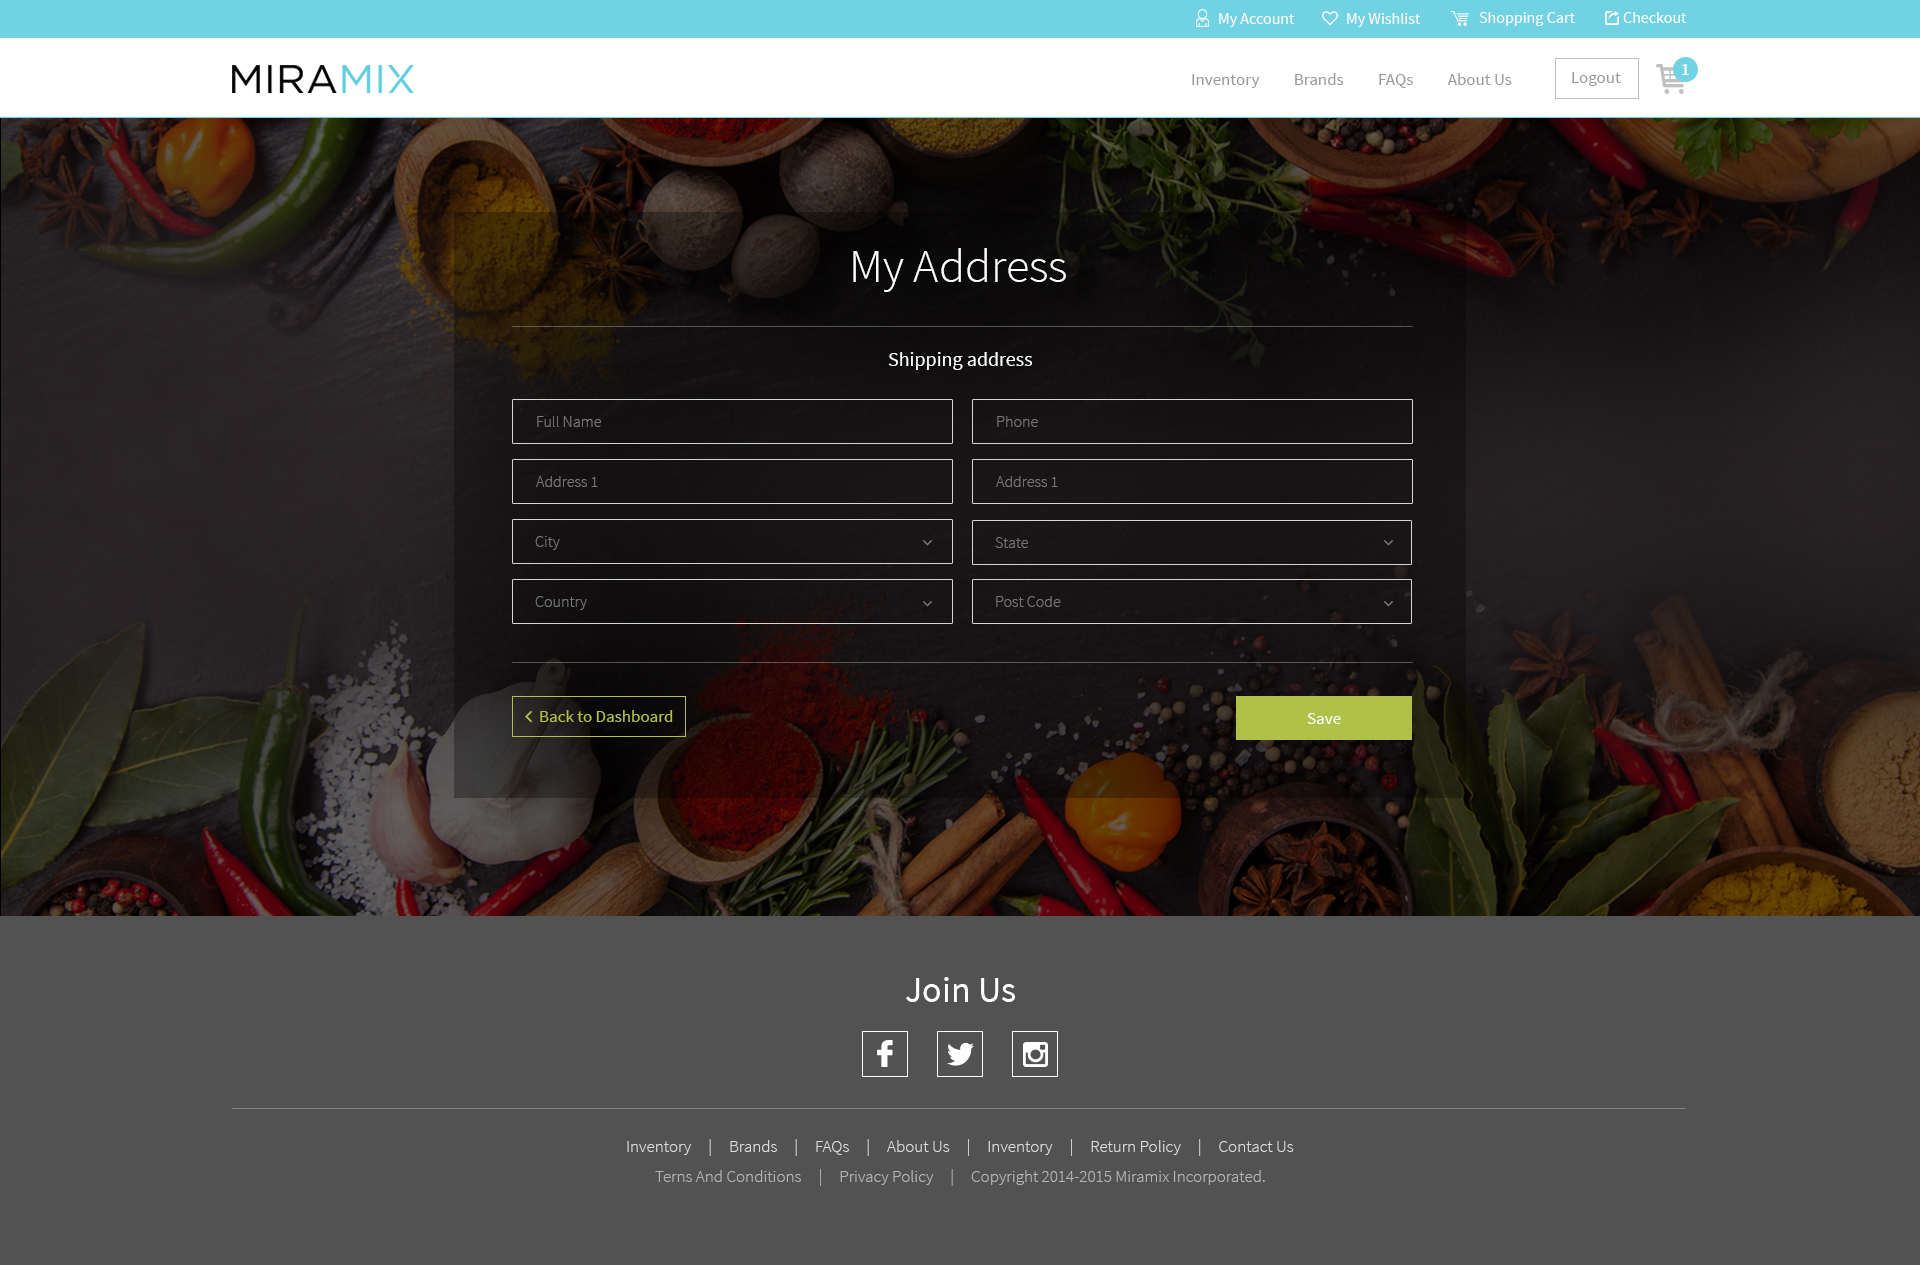 My Account My Wishlist Shopping Cart Checkout
MIRAMIX
Inventory Brands FAQs About Us Logout 1
My Address
Shipping address
Full Name Phone
Address 1 Address 1
City State
Country Post Code
Back to Dashboard Save
Join Us
Inventory | Brands | FAQs | About Us | Inventory | Return Policy | Contact Us
Terns And Conditions | Privacy Policy | Copyright 2014-2015 Miramix Incorporated.